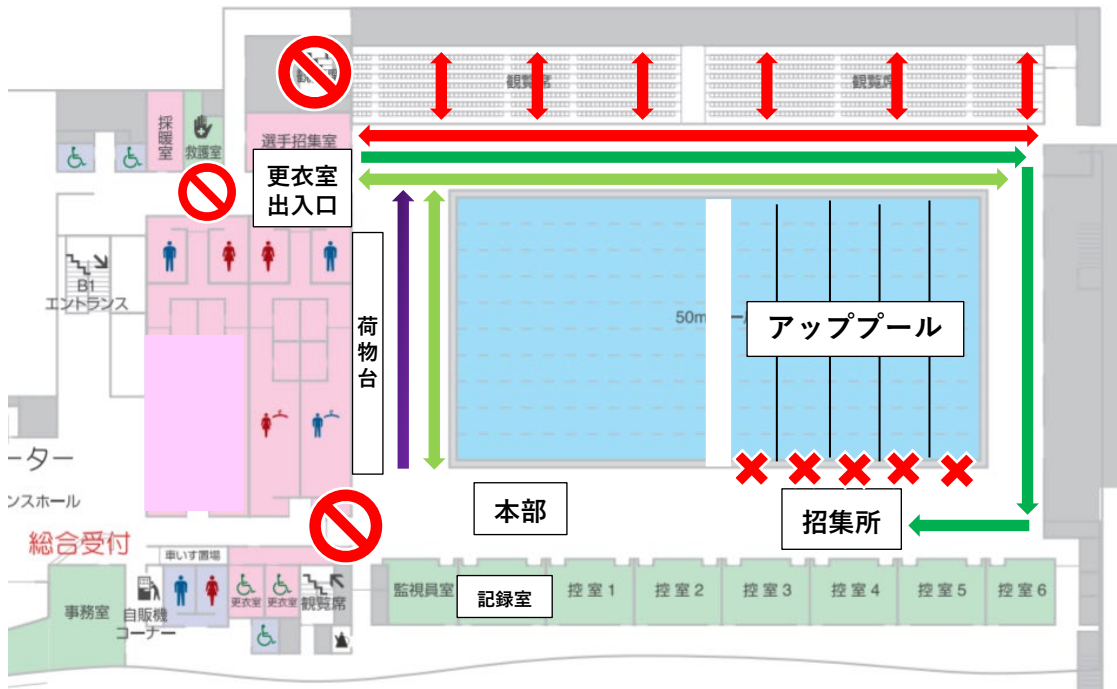 観覧席
観覧席
採暖室
救護室
選手招集室
更衣室
出入口
B1
エントランス
荷物台
50m
アッププール
ーター
ンスホール
本部
招集所
総合受付
車いす置場
事務室
自販機
コーナー
更衣室
更衣室
観覧席
監視員室
記録室
控室1
控室2
控室3
控室4
控室5
控室6